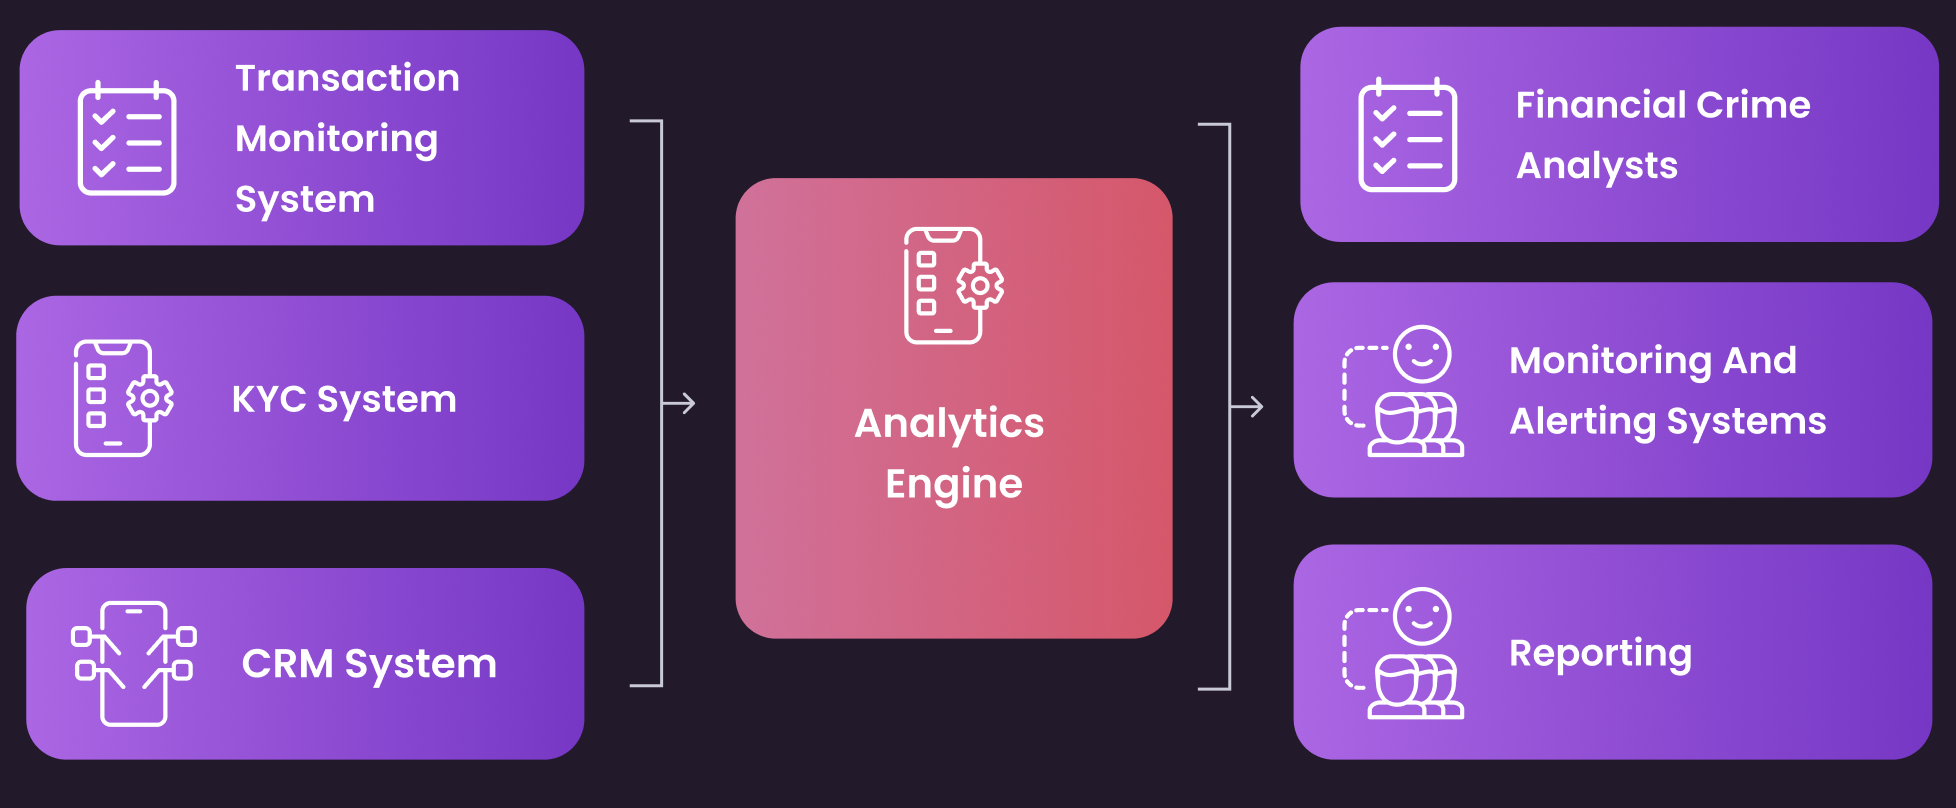 Transaction
Monitoring
System
KYC System
CRM System
Analytics
Engine
Financial Crime
Analysts
Monitoring And
Alerting Systems
Reporting